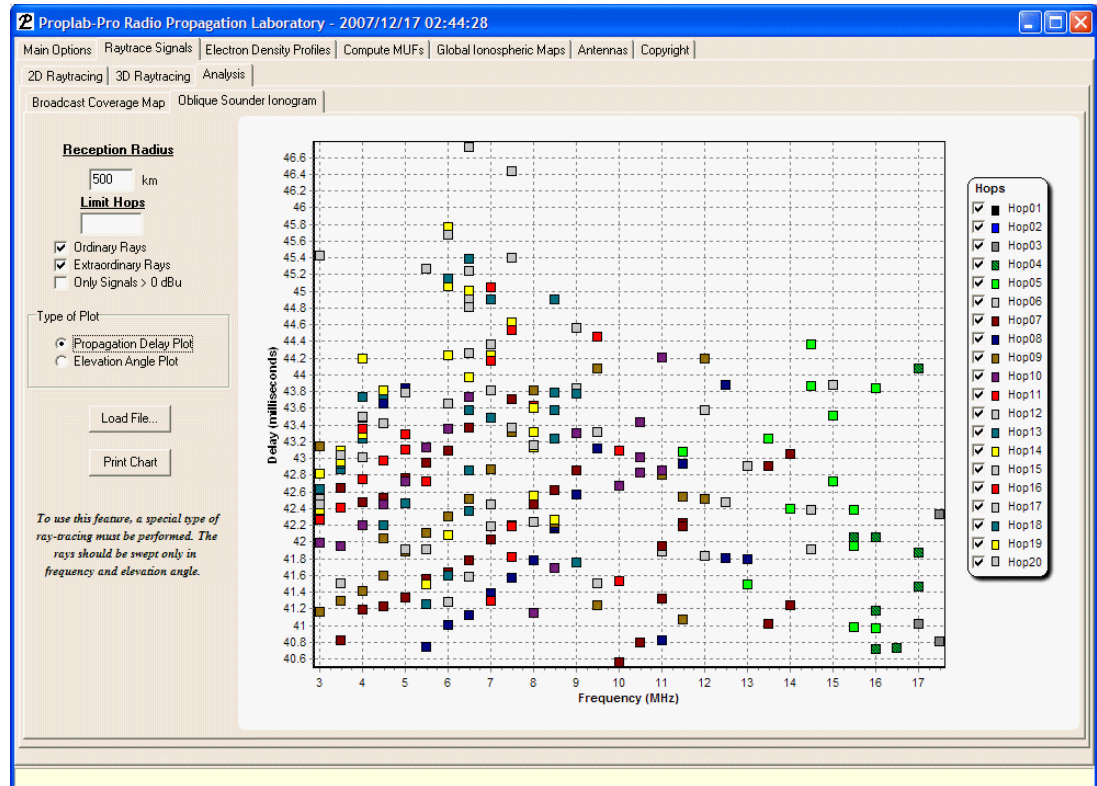 Proplab-Pro Radio Propagation Laboratory - 2007/12/17 02:44:28
Main Options Raytrace Signals Electron Density Profiles Compute MUFs Global Ionospheric Maps Antennas Copyright
2D Raytracing 3D Raytracing Analysis
Broadcast Coverage Map Oblique Sounder Ionogram
Reception Radius
500 km
Limit Hops
Ordinary Rays
Extraordinary Rays
Only Signals > 0 dBu
Type of Plot
Propagation Delay Plot
Elevation Angle Plot
Load File...
Print Chart
To use this feature, a special type of
ray-tracing must be performed. The
rays should be swept only in
frequency and elevation angle.
Delay (milliseconds)
46.6
46.4
46.2
46
45.8
45.6
45.4
45.2
45
44.8
44.6
44.4
44.2
44
43.8
43.6
43.4
43.2
43
42.8
42.6
42.4
42.2
42
41.8
41.6
41.4
41.2
41
40.8
40.6
3 4 5 6 7 8 9 10 11 12 13 14 15 16 17
Frequency (MHz)
Hops
Hop01
Hop02
Hop03
Hop04
Hop05
Hop06
Hop07
Hop08
Hop09
Hop10
Hop11
Hop12
Hop13
Hop14
Hop15
Hop16
Hop17
Hop18
Hop19
Hop20